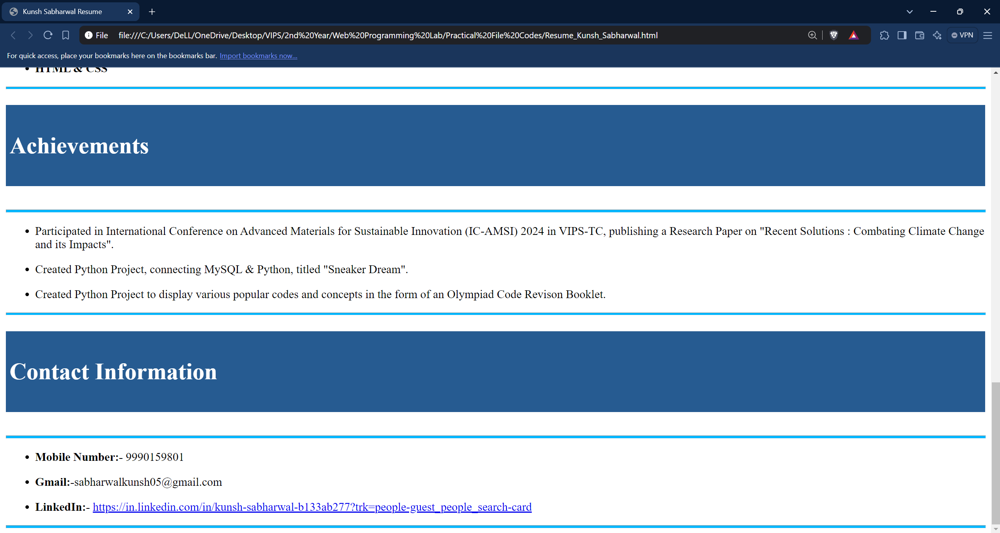 Kunsh Sabharwal Resume
File file:///C:/Users/DeLL/OneDrive/Desktop/VIPS/2nd%20Year/Web%20Programming%20Lab/Practical%20File%20Codes/Resume_Kunsh_Sabharwal.html VPN
For quick access, place your bookmarks here on the bookmarks bar. Import bookmarks now...
• HTML & CSS
Achievements
• Participated in International Conference on Advanced Materials for Sustainable Innovation (IC-AMSI) 2024 in VIPS-TC, publishing a Research Paper on "Recent Solutions : Combating Climate Change
and its Impacts".
• Created Python Project, connecting MySQL & Python, titled "Sneaker Dream".
• Created Python Project to display various popular codes and concepts in the form of an Olympiad Code Revison Booklet.
Contact Information
• Mobile Number:- 9990159801
• Gmail:-sabharwalkunsh05@gmail.com
• LinkedIn:- https://in.linkedin.com/in/kunsh-sabharwal-b133ab277?trk=people-guest_people_search-card